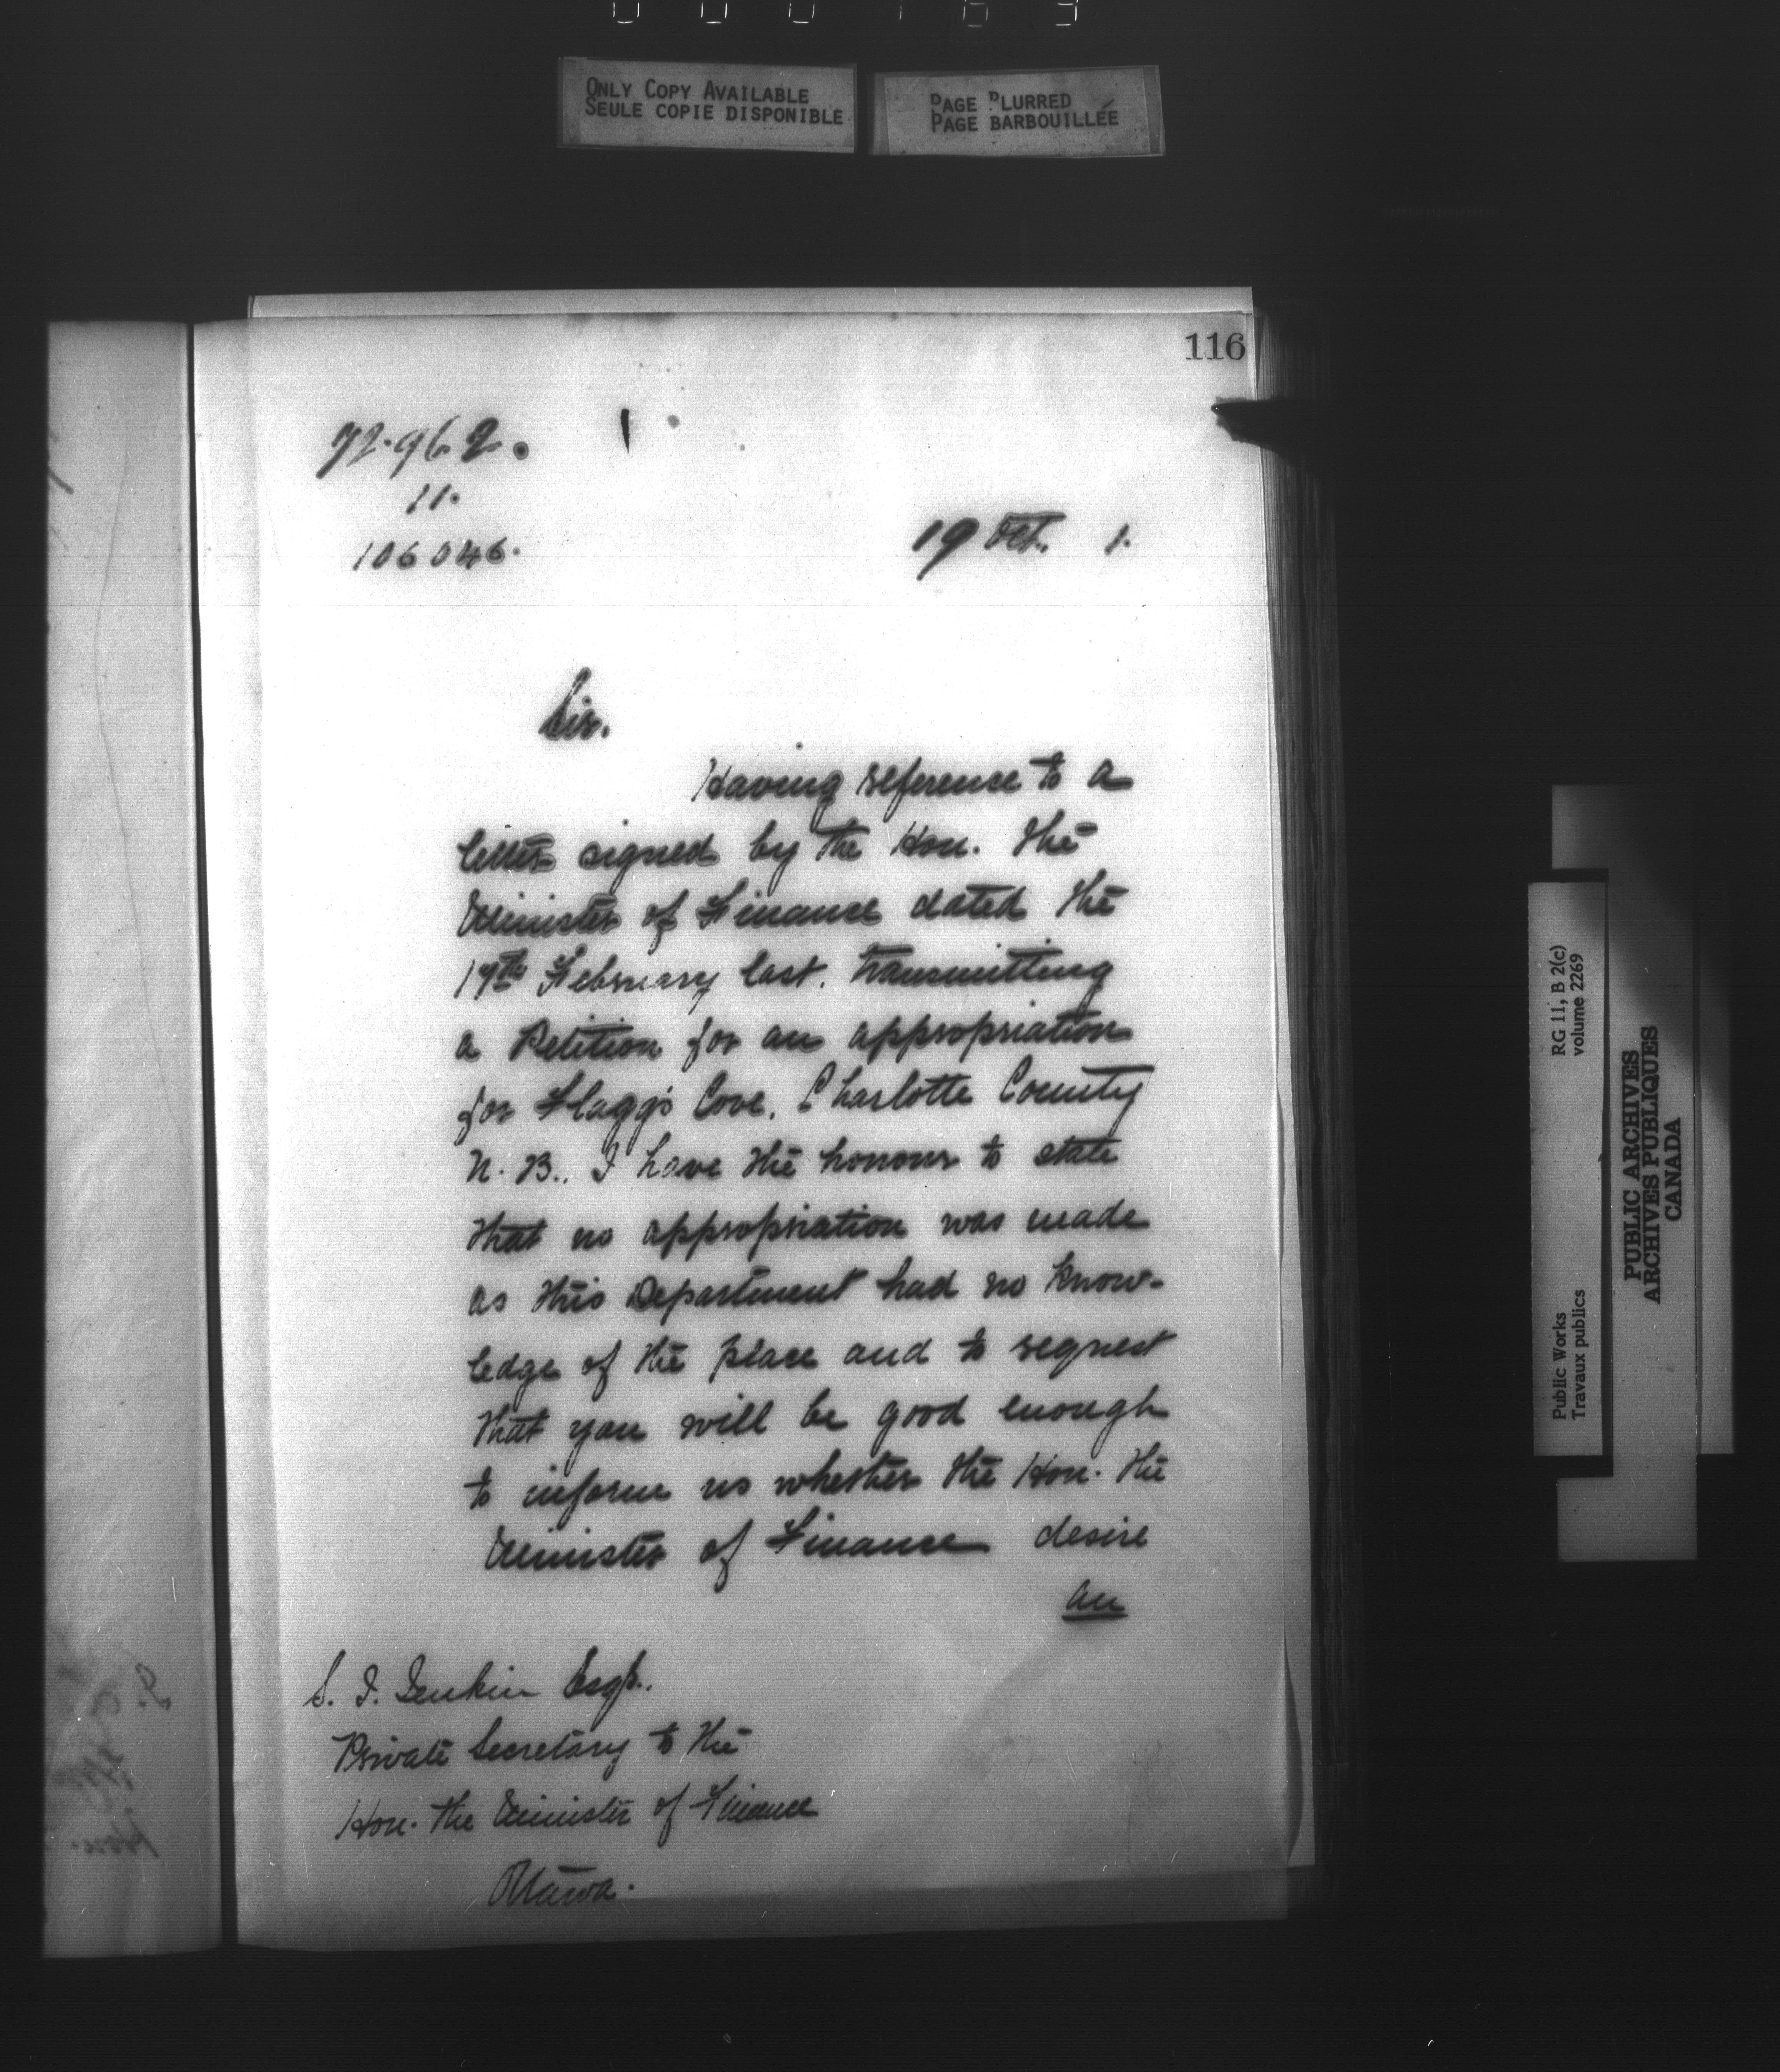 ONLY COPY AVAILABLE
SEULE COPIE DISPONIBLE
PAGE BLURRED
PAGE BARBOUILLÉE
116
72.962.
11.
106046.
19 Oct. 1.
Sir.
Having reference to a
letter signed by the Hon. the
Minister of Finance dated the
19th February last. transmitting
a Petition for an appropriation
for Flagg's Cove, Charlotte County
N. B.. I have the honour to state
that no appropriation was made
as this Department had no know-
ledge of the place and to request
that you will be good enough
to inform us whether the Hon. the
Minister of Finance desire
an
S. I. Jenkin Esqr..
Private Secretary to the
Hon. the Minister of Finance
Ottawa.
RG 11, B 2(c)
volume 2269
Public Works
Travaux publics
PUBLIC ARCHIVES
ARCHIVES PUBLIQUES
CANADA